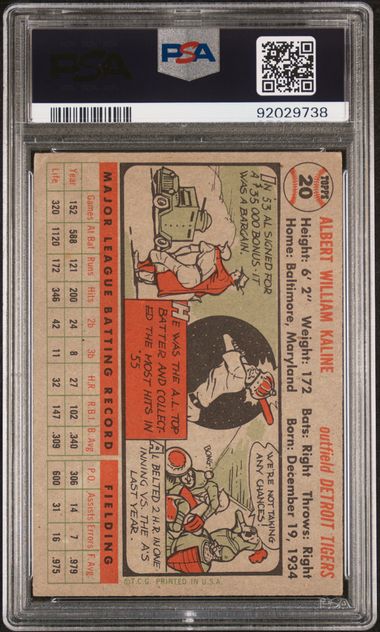 PSA
PSA
92029738
TOPPS
20
ALBERT WILLIAM KALINE outfield DETROIT TIGERS
Height: 6' 2" Weight: 172 Bats: Right Throws: Right
Home: Baltimore, Maryland Born: December 19, 1934
IN '53 AL SIGNED FOR
A $35,000 BONUS - IT
WAS A BARGAIN.
HE WAS THE A.L. TOP
BATTER AND COLLECT-
ED THE MOST HITS IN
'55
WE'RE NOT TAKING
ANY CHANCES!
BOING!
AL BELTED 2 H.R. IN ONE
INNING VS. THE A'S
LAST YEAR.
MAJOR LEAGUE BATTING RECORD FIELDING
Games At Bat Runs Hits 2b 3b H.R. R.B.I. B.Avg. P.O. Assists Errors F.Avg.
Year 152 588 121 200 24 8 27 102 .340 306 14 7 .979
Life 320 1120 172 346 42 11 32 147 .309 600 31 16 .975
©T.C.G. PRINTED IN U.S.A.